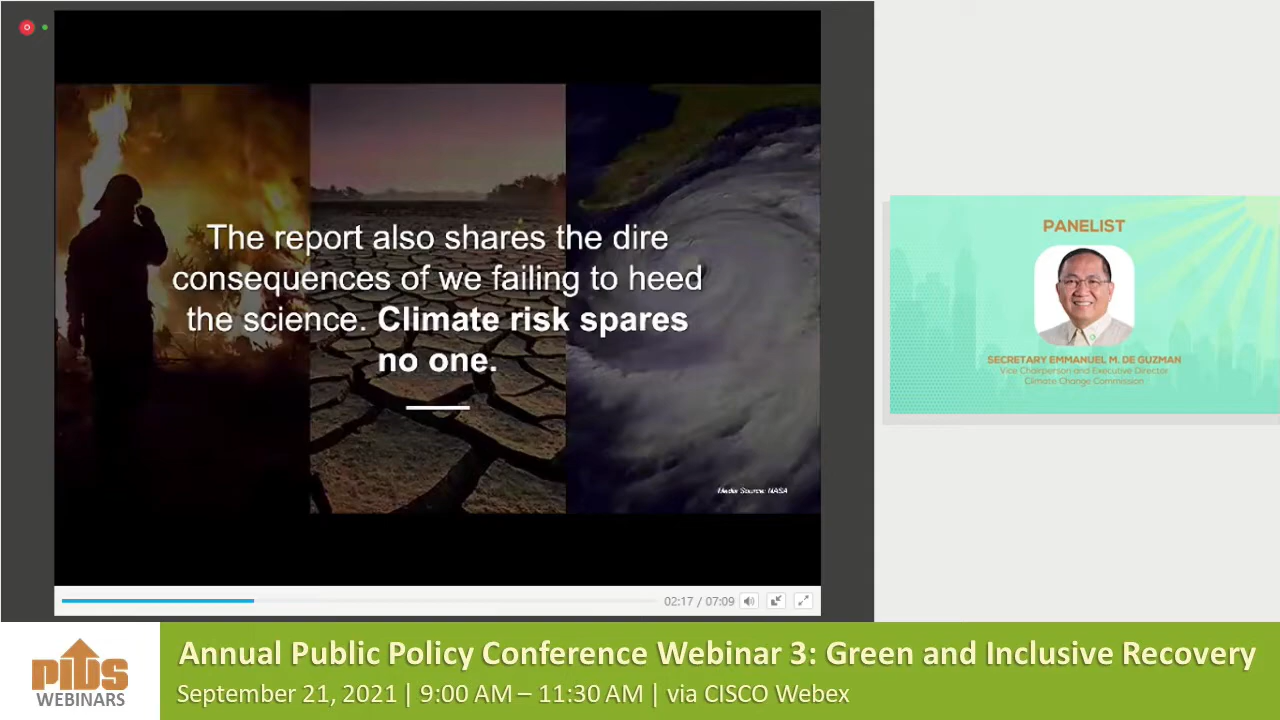 The report also shares the dire
consequences of we failing to heed
the science. Climate risk spares
no one.
Media Source: NASA
02:17 / 07:09
PANELIST
SECRETARY EMMANUEL M. DE GUZMAN
Vice Chairperson and Executive Director
Climate Change Commission
PIDS
WEBINARS
Annual Public Policy Conference Webinar 3: Green and Inclusive Recovery
September 21, 2021 | 9:00 AM – 11:30 AM | via CISCO Webex